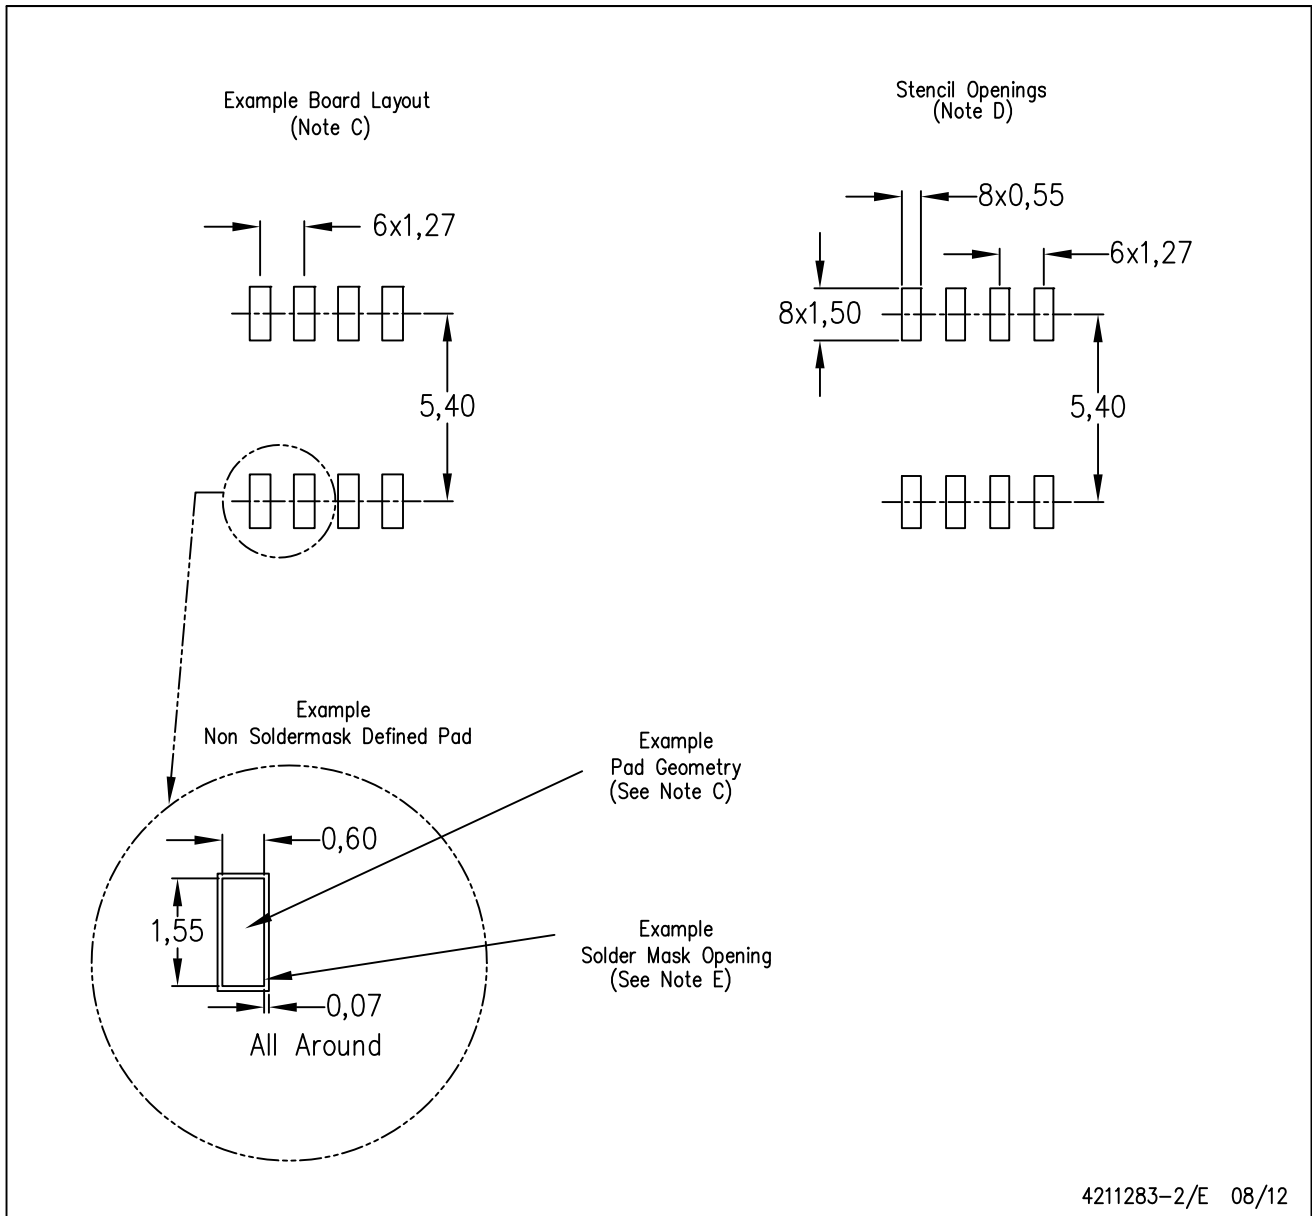 Example Board Layout
(Note C)
Stencil Openings
(Note D)
6x1,27
5,40
8x0,55
6x1,27
8x1,50
5,40
Example
Non Soldermask Defined Pad
Example
Pad Geometry
(See Note C)
0,60
1,55
Example
Solder Mask Opening
(See Note E)
0,07
All Around
4211283-2/E 08/12